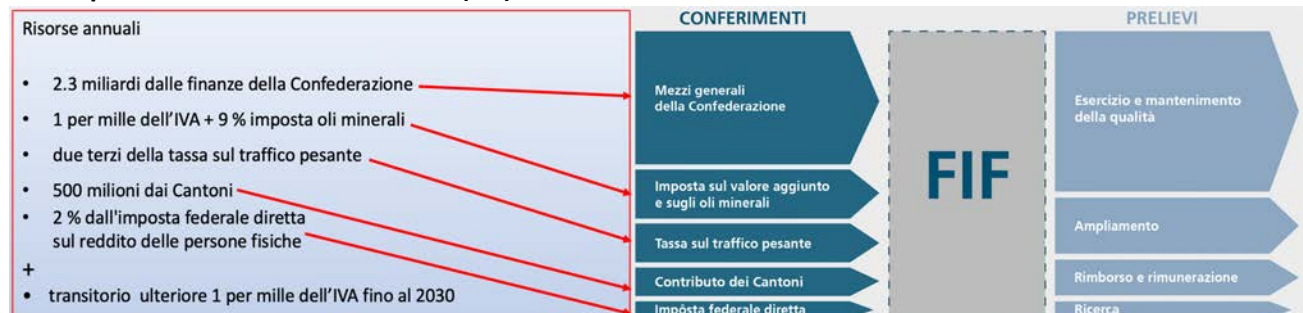 Risorse annuali
• 2.3 miliardi dalle finanze della Confederazione
• 1 per mille dell'IVA + 9 % imposta oli minerali
• due terzi della tassa sul traffico pesante
• 500 milioni dai Cantoni
• 2 % dall'imposta federale diretta
sul reddito delle persone fisiche
+
• transitorio ulteriore 1 per mille dell'IVA fino al 2030
CONFERIMENTI
Mezzi generali
della Confederazione
Imposta sul valore aggiunto
e sugli oli minerali
Tassa sul traffico pesante
Contributo dei Cantoni
Imposta federale diretta
FIF
PRELIEVI
Esercizio e mantenimento
della qualità
Ampliamento
Rimborso e rimunerazione
Ricerca